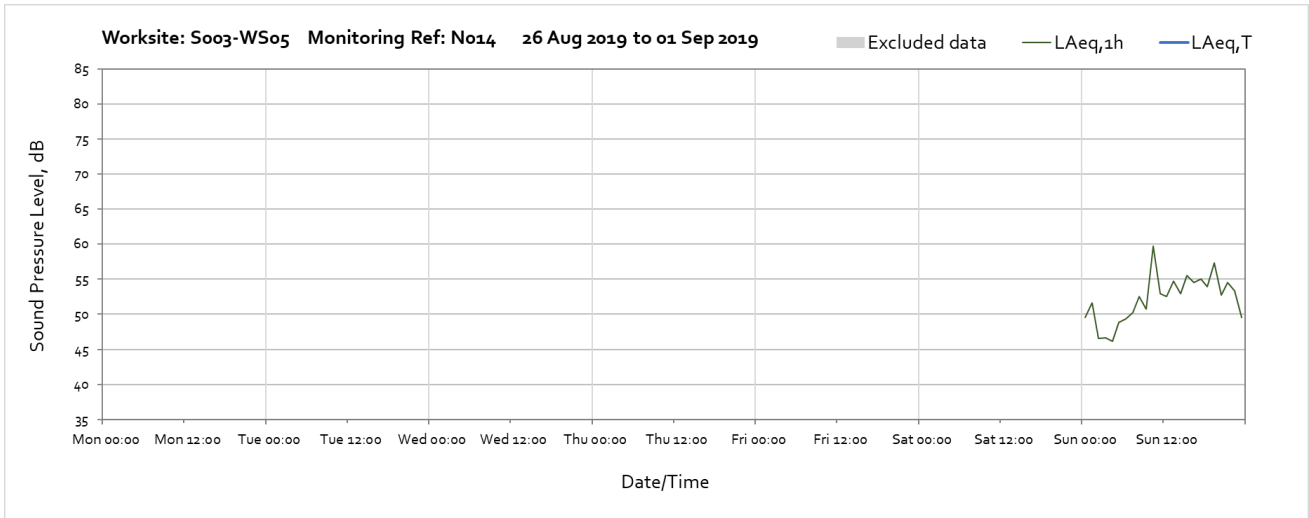 Worksite: S003-WS05 Monitoring Ref: N014 26 Aug 2019 to 01 Sep 2019
Excluded data LAeq,1h LAeq,T
85
80
75
70
65
60
55
50
45
40
35
Sound Pressure Level, dB
Mon 00:00 Mon 12:00 Tue 00:00 Tue 12:00 Wed 00:00 Wed 12:00 Thu 00:00 Thu 12:00 Fri 00:00 Fri 12:00 Sat 00:00 Sat 12:00 Sun 00:00 Sun 12:00
Date/Time